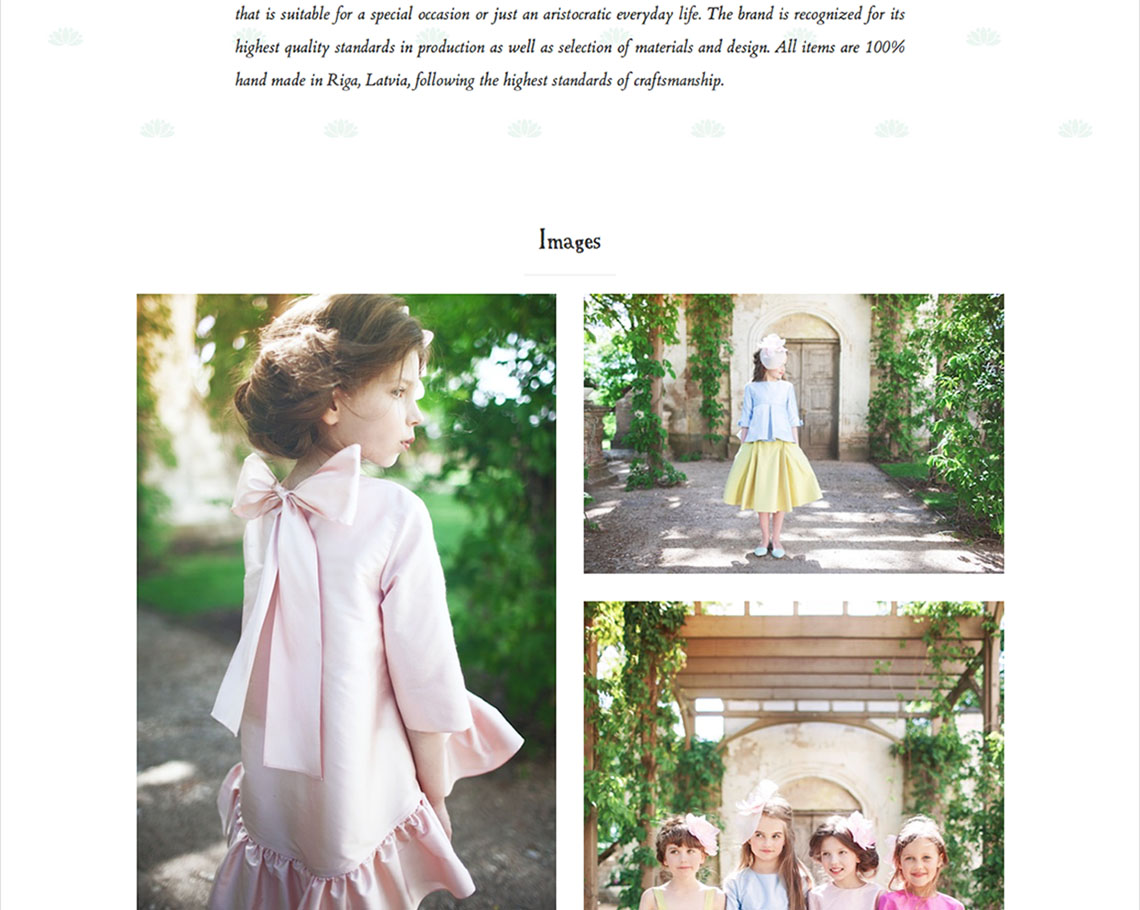 that is suitable for a special occasion or just an aristocratic everyday life. The brand is recognized for its
highest quality standards in production as well as selection of materials and design. All items are 100%
hand made in Riga, Latvia, following the highest standards of craftsmanship.
Images